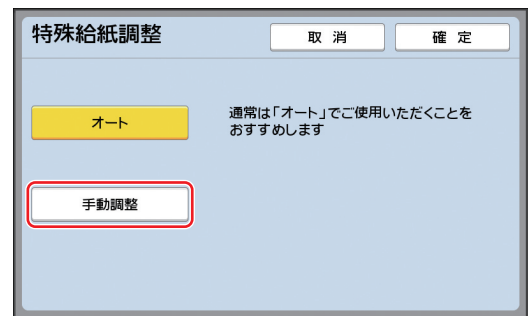 特殊給紙調整
取 消
確 定
オート
通常は「オート」でご使用いただくことを
おすすめします
手動調整